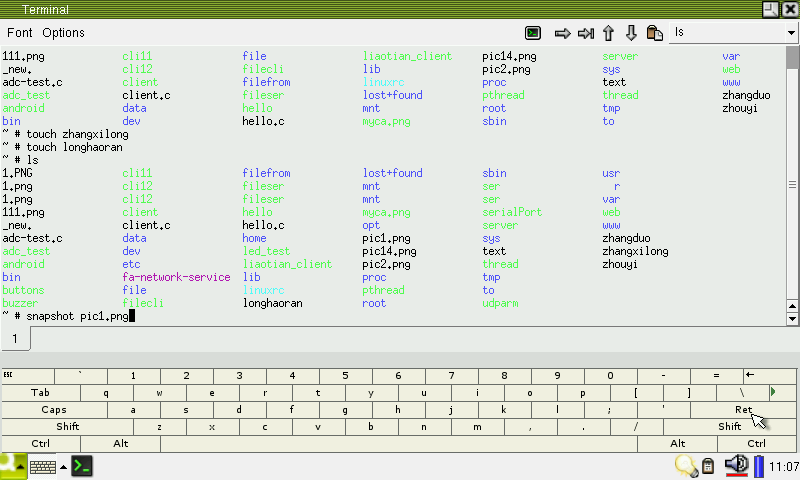 Terminal
Font Options ls
111.png cli11 file liaotian_client pic14.png server var
_new. cli12 filecli lib pic2.png sys web
adc-test.c client filefrom linuxrc proc text www
adc_test client.c fileser lost+found pthread thread zhangduo
android data hello mnt root tmp zhouyi
bin dev hello.c myca.png sbin to
~ # touch zhangxilong
~ # touch longhaoran
~ # ls
1.PNG cli11 filefrom lost+found sbin usr
1.png cli12 fileser mnt ser r
1.png cli12 fileser mnt ser var
111.png client hello myca.png serialPort web
_new. client.c hello.c opt server www
adc-test.c data home pic1.png sys zhangduo
adc_test dev led_test pic14.png text zhangxilong
android etc liaotian_client pic2.png thread zhouyi
bin fa-network-service lib proc tmp
buttons file linuxrc pthread to
buzzer filecli longhaoran root udparm
~ # snapshot pic1.png
1
ESC ` 1 2 3 4 5 6 7 8 9 0 - = ←
Tab q w e r t y u i o p [ ] \
Caps a s d f g h j k l ; ' Ret
Shift z x c v b n m , . / Shift
Ctrl Alt Alt Ctrl
11:07